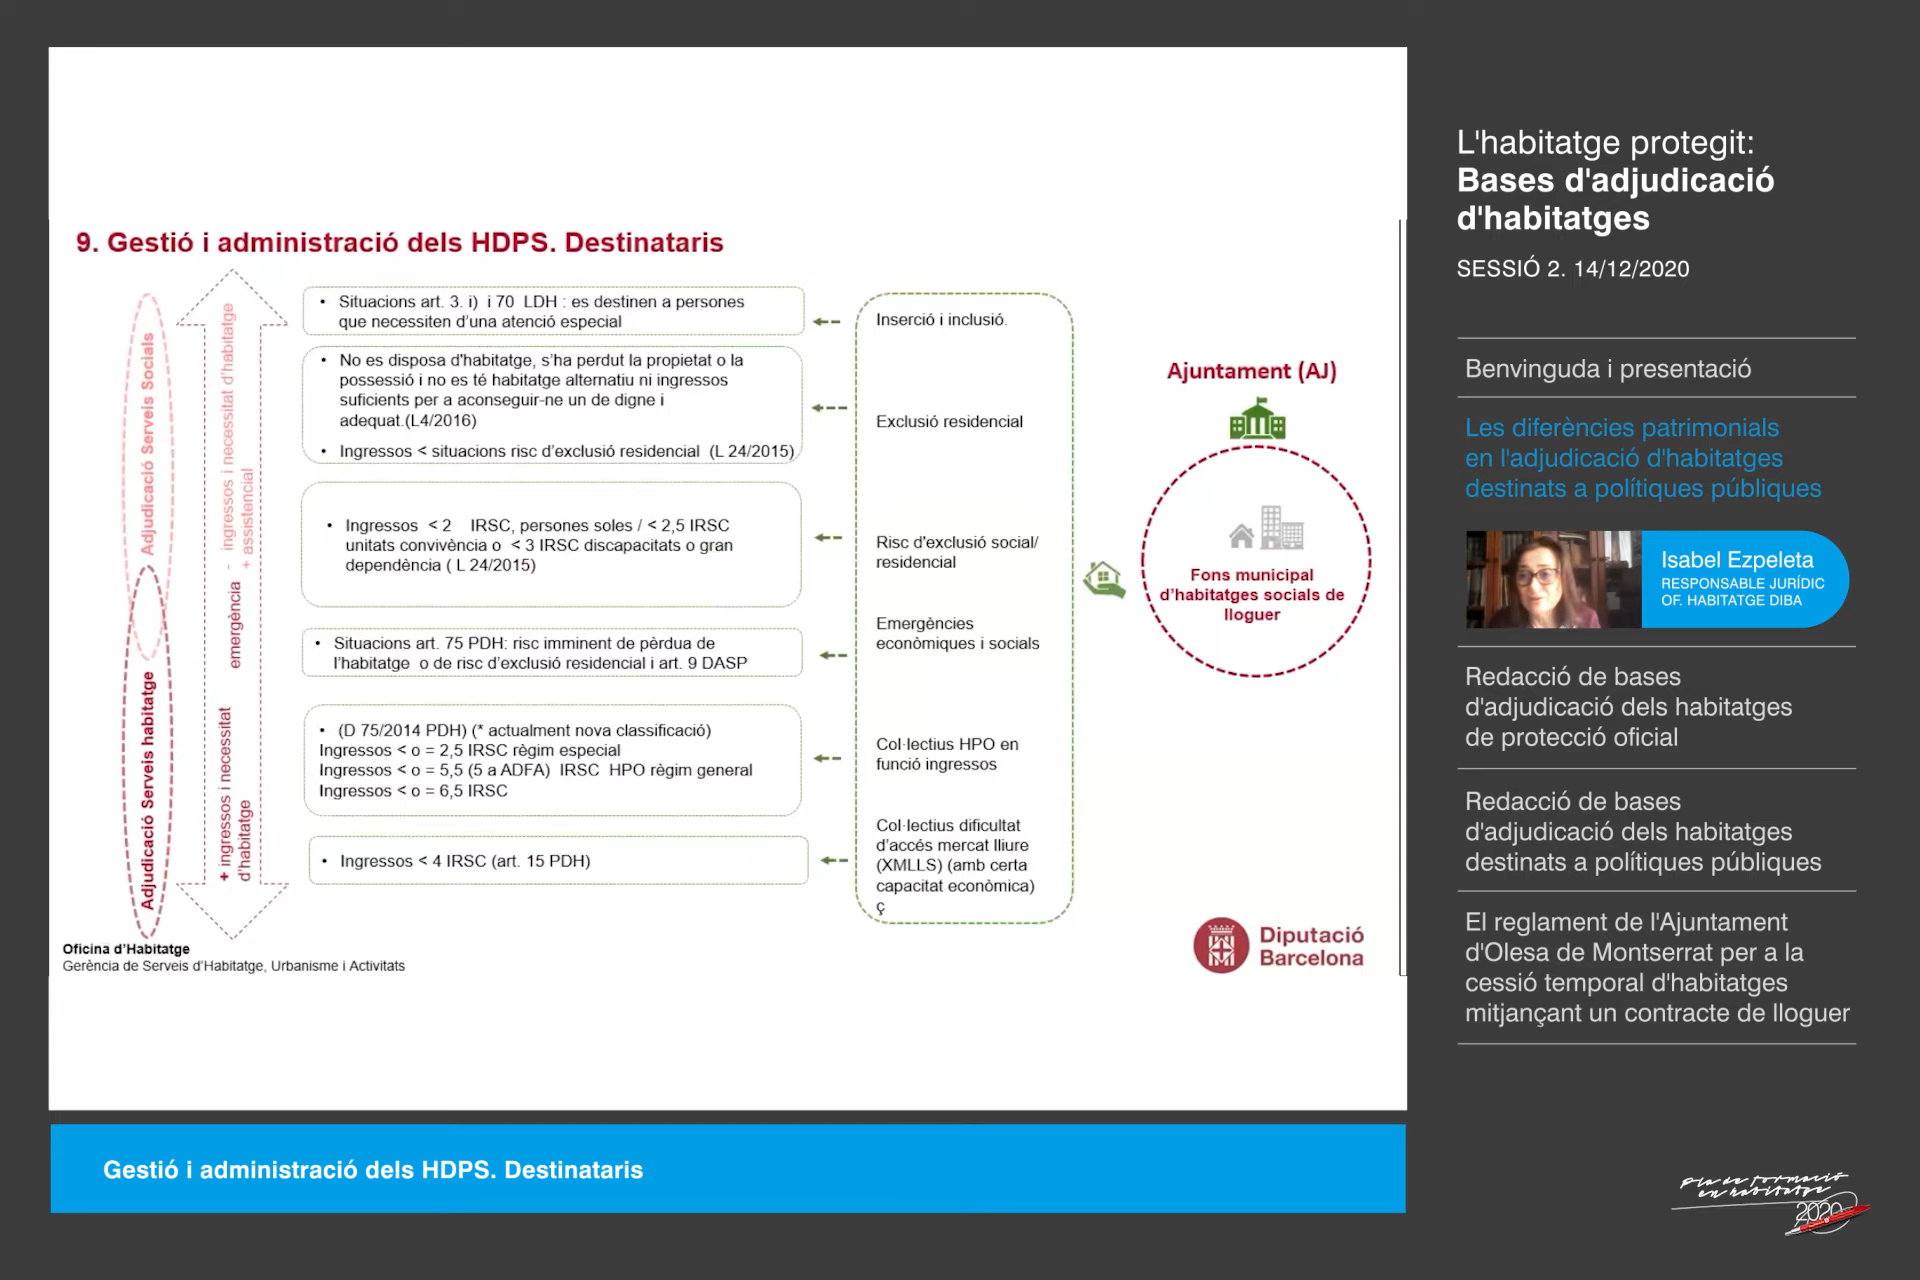 9. Gestió i administració dels HDPS. Destinataris
Adjudicació Serveis Socials
Adjudicació Serveis habitatge
- ingressos i necessitat d'habitatge
+ assistencial
emergència
+ ingressos i necessitat
d'habitatge
• Situacions art. 3. i) i 70 LDH : es destinen a persones
que necessiten d'una atenció especial
• No es disposa d'habitatge, s'ha perdut la propietat o la
possessió i no es té habitatge alternatiu ni ingressos
suficients per a aconseguir-ne un de digne i
adequat.(L4/2016)
• Ingressos < situacions risc d'exclusió residencial (L 24/2015)
• Ingressos < 2 IRSC, persones soles / < 2,5 IRSC
unitats convivència o < 3 IRSC discapacitats o gran
dependència ( L 24/2015)
• Situacions art. 75 PDH: risc imminent de pèrdua de
l'habitatge o de risc d'exclusió residencial i art. 9 DASP
• (D 75/2014 PDH) (* actualment nova classificació)
Ingressos < o = 2,5 IRSC règim especial
Ingressos < o = 5,5 (5 a ADFA) IRSC HPO règim general
Ingressos < o = 6,5 IRSC
• Ingressos < 4 IRSC (art. 15 PDH)
Inserció i inclusió.
Exclusió residencial
Risc d'exclusió social/
residencial
Emergències
econòmiques i socials
Col·lectius HPO en
funció ingressos
Col·lectius dificultat
d'accés mercat lliure
(XMLLS) (amb certa
capacitat econòmica)
ç
Ajuntament (AJ)
Fons municipal
d'habitatges socials de
lloguer
Oficina d'Habitatge
Gerència de Serveis d'Habitatge, Urbanisme i Activitats
Diputació
Barcelona
Gestió i administració dels HDPS. Destinataris
L'habitatge protegit:
Bases d'adjudicació
d'habitatges
SESSIÓ 2. 14/12/2020
Benvinguda i presentació
Les diferències patrimonials
en l'adjudicació d'habitatges
destinats a polítiques públiques
Isabel Ezpeleta
RESPONSABLE JURÍDIC
OF. HABITATGE DIBA
Redacció de bases
d'adjudicació dels habitatges
de protecció oficial
Redacció de bases
d'adjudicació dels habitatges
destinats a polítiques públiques
El reglament de l'Ajuntament
d'Olesa de Montserrat per a la
cessió temporal d'habitatges
mitjançant un contracte de lloguer
pla de formació
en habitatge
2020